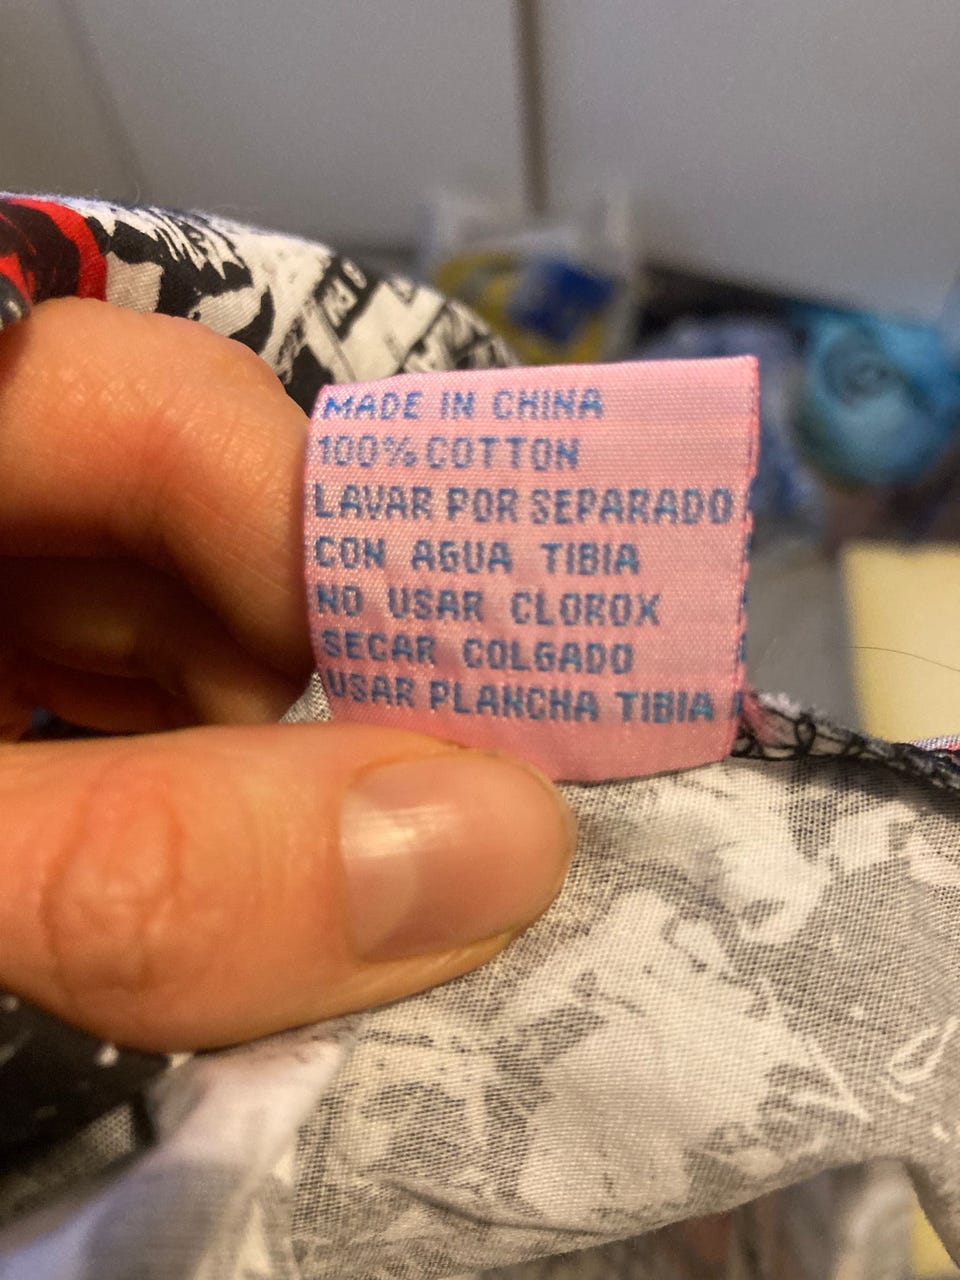 MADE IN CHINA
100% COTTON
LAVAR POR SEPARADO
CON AGUA TIBIA
NO USAR CLOROX
SECAR COLGADO
USAR PLANCHA TIBIA